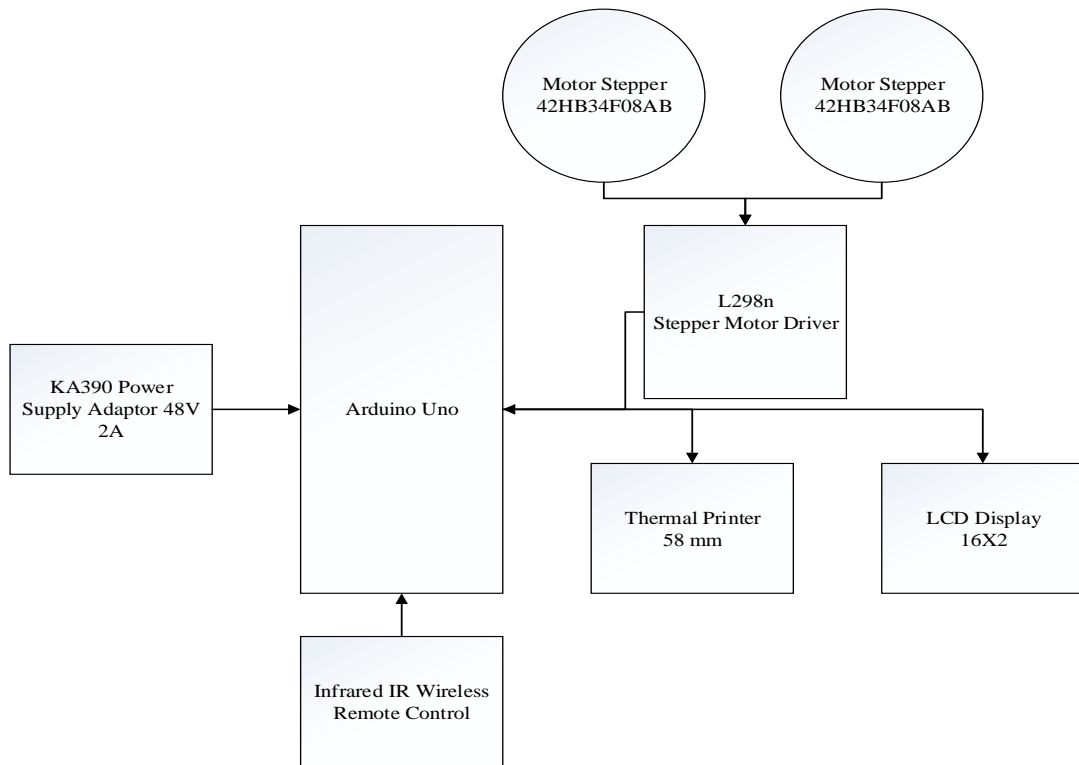 Motor Stepper
42HB34F08AB
Motor Stepper
42HB34F08AB
L298n
Stepper Motor Driver
KA390 Power
Supply Adaptor 48V
2A
Arduino Uno
Thermal Printer
58 mm
LCD Display
16X2
Infrared IR Wireless
Remote Control